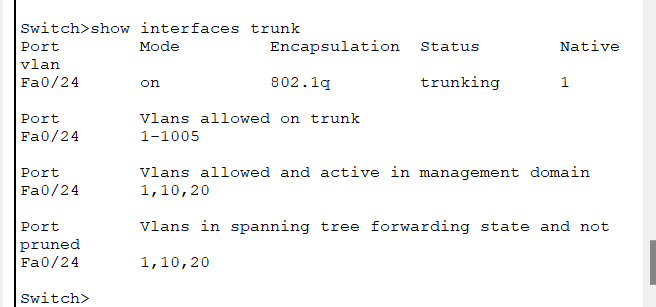 Switch>show interfaces trunk
Port        Mode         Encapsulation  Status        Native
vlan
Fa0/24      on           802.1q         trunking      1
Port        Vlans allowed on trunk
Fa0/24      1-1005
Port        Vlans allowed and active in management domain
Fa0/24      1,10,20
Port        Vlans in spanning tree forwarding state and not
pruned
Fa0/24      1,10,20
Switch>